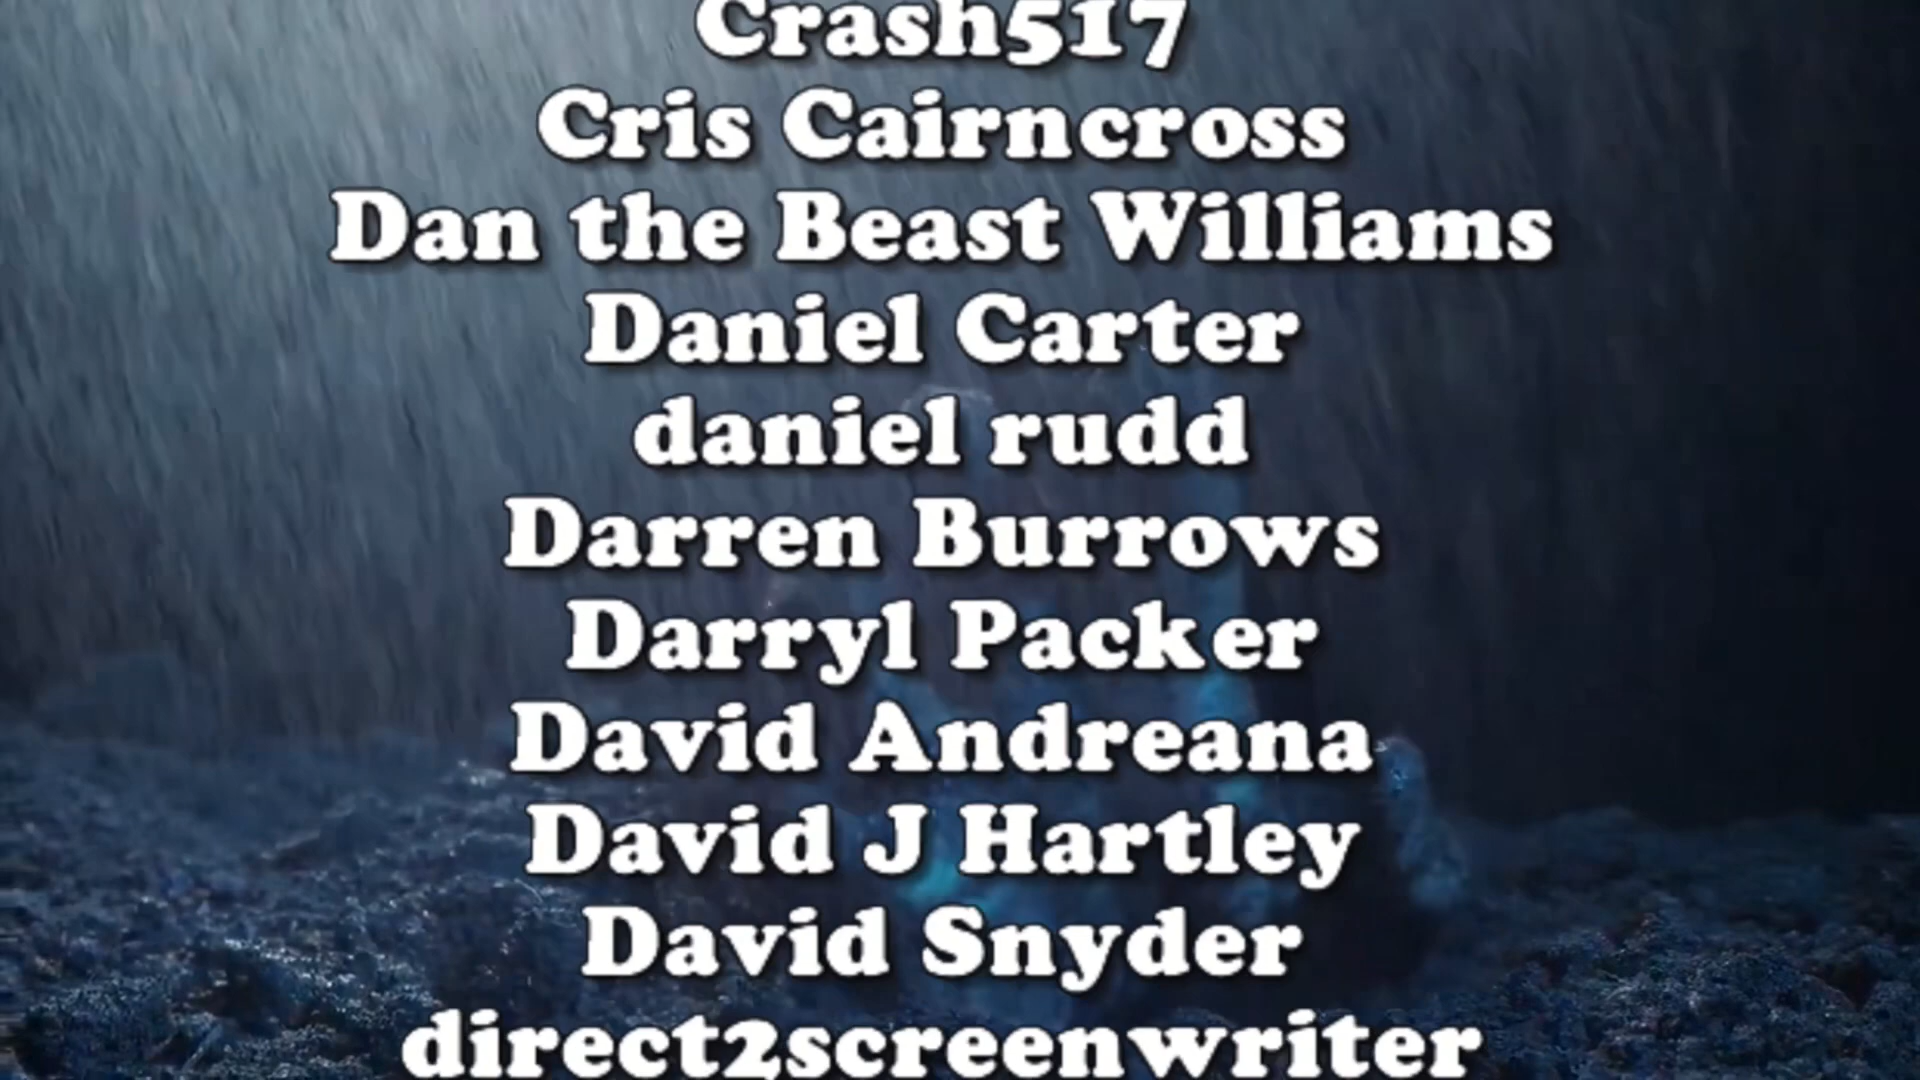 Crash517
Cris Cairncross
Dan the Beast Williams
Daniel Carter
daniel rudd
Darren Burrows
Darryl Packer
David Andreana
David J Hartley
David Snyder
direct2screenwriter